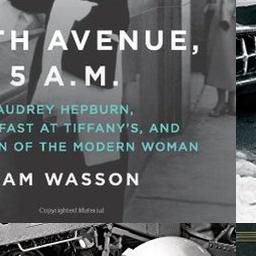 TH AVENUE,
5 A.M.
AUDREY HEPBURN,
FAST AT TIFFANY'S, AND
N OF THE MODERN WOMAN
AM WASSON
Copyrighted Material